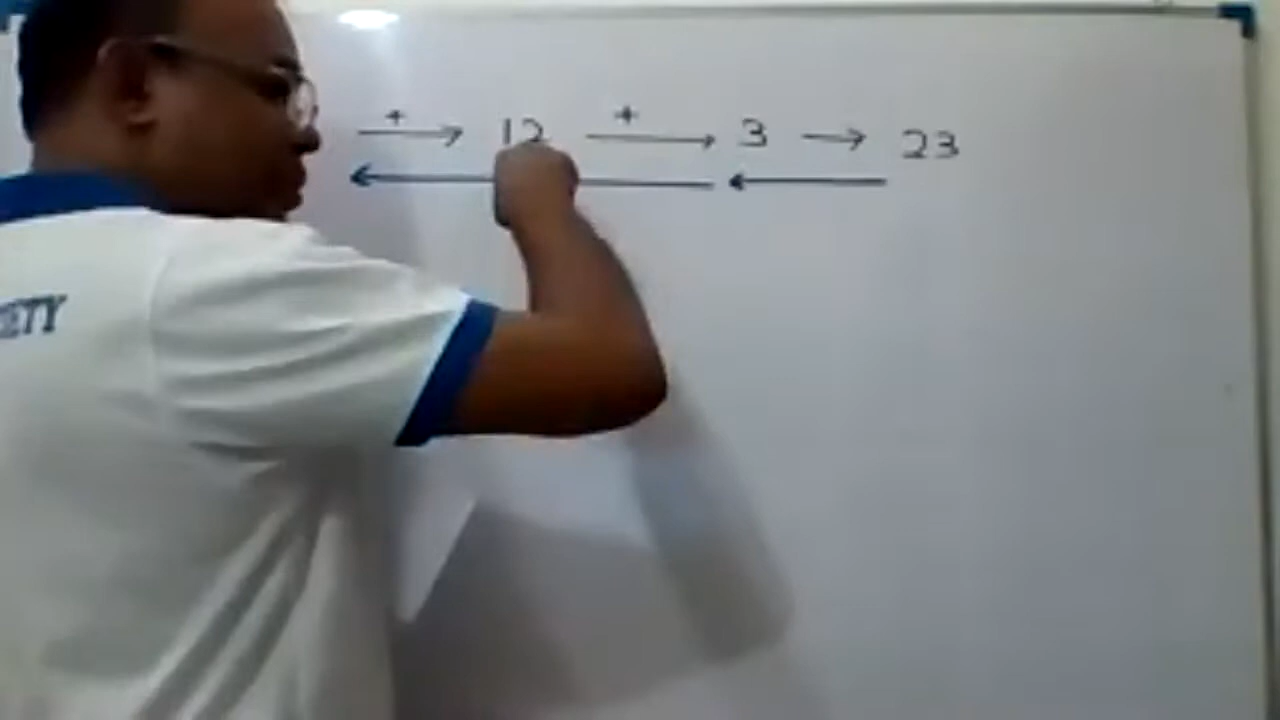 + → 12 + → 3 → 23
← ←